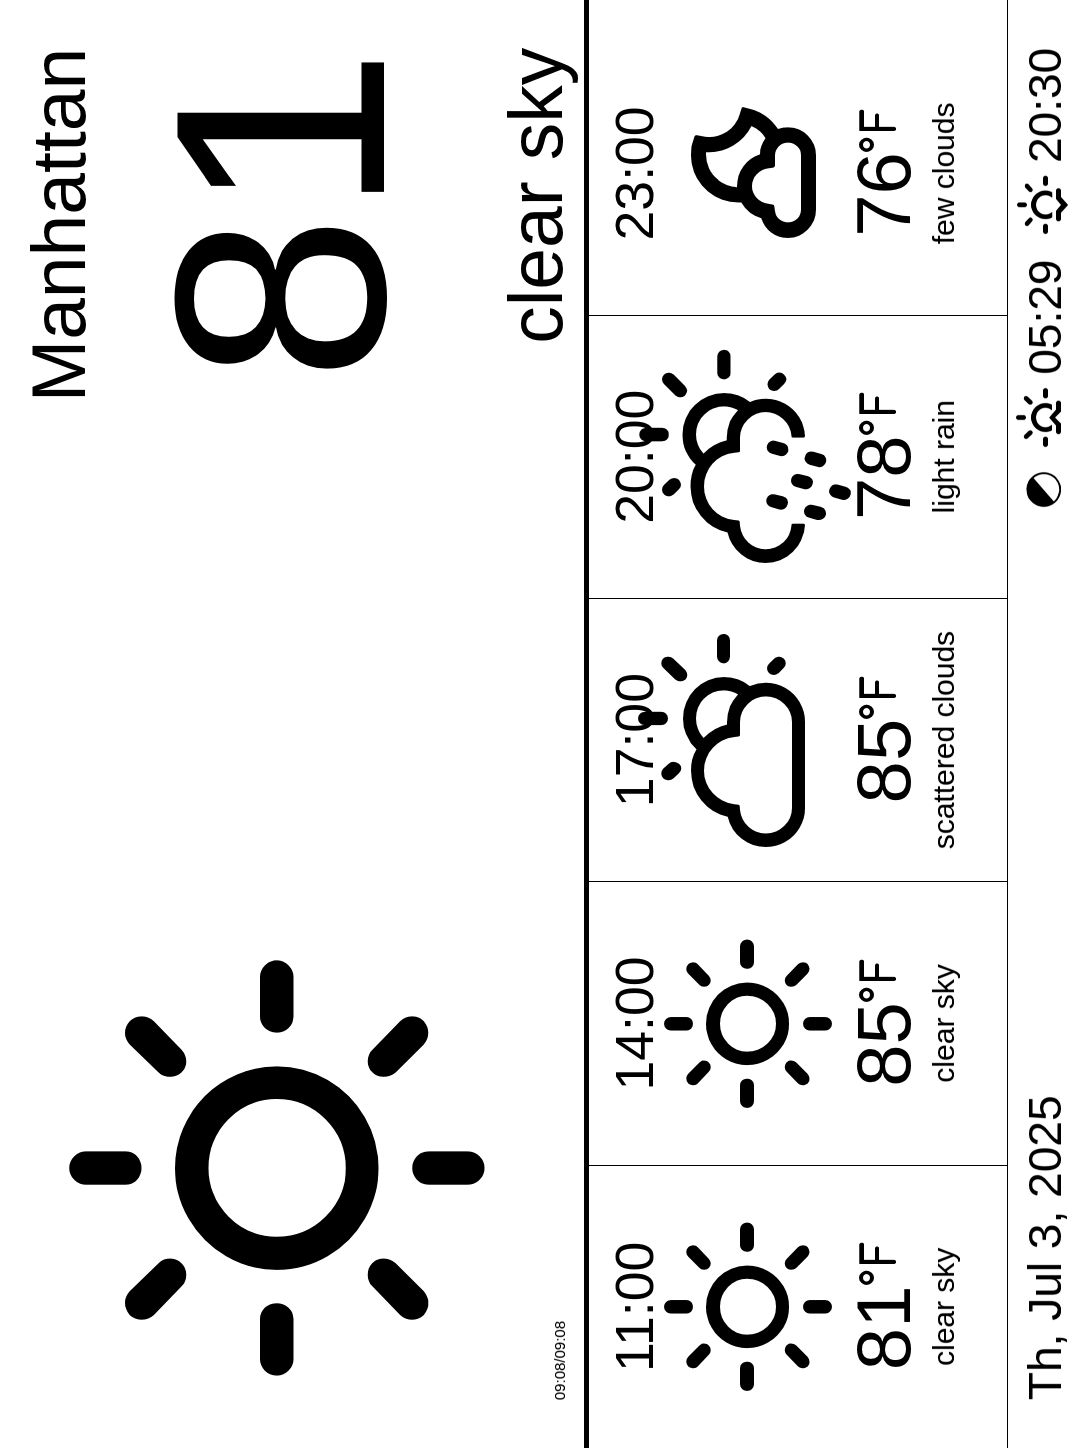 Manhattan
81
clear sky
09:08/09:08
11:00 14:00 17:00 20:00 23:00
81°F 85°F 85°F 78°F 76°F
clear sky clear sky scattered clouds light rain few clouds
Th, Jul 3, 2025 05:29 20:30